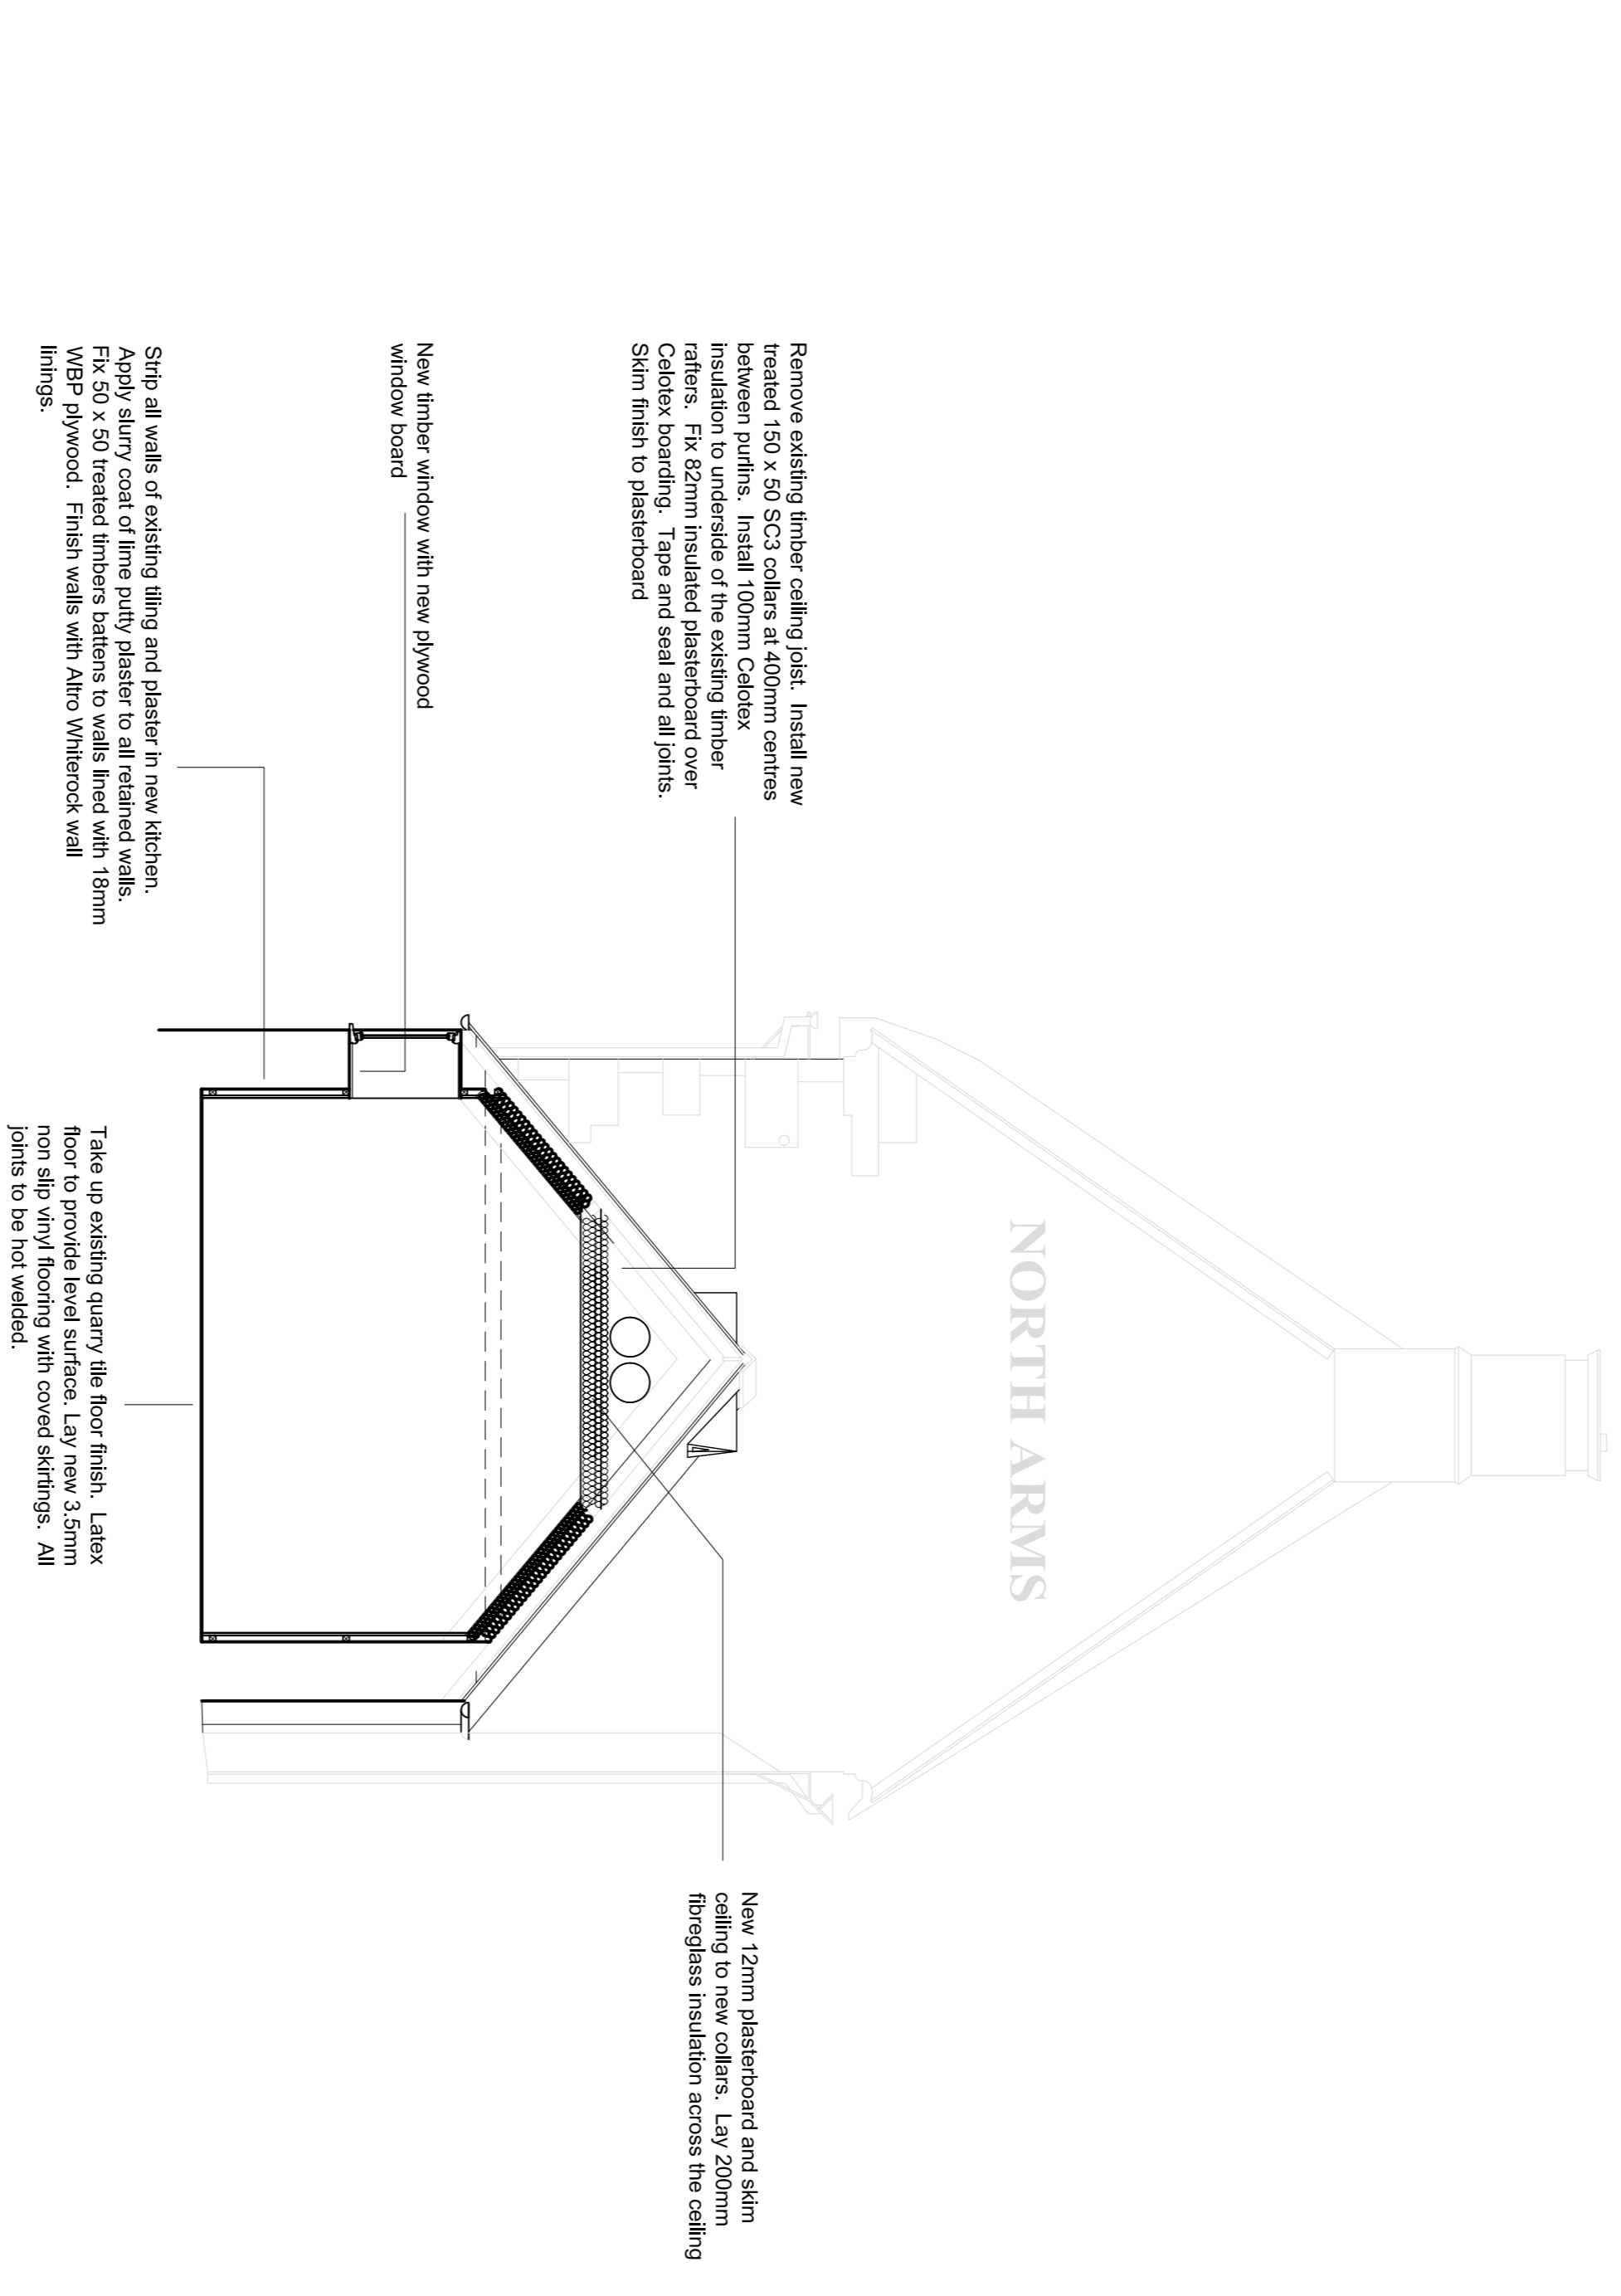 NORTH ARMS
Remove existing timber ceiling joist. Install new
treated 150 x 50 SC3 collars at 400mm centres
between purlins. Install 100mm Celotex
insulation to underside of the existing timber
rafters. Fix 82mm insulated plasterboard over
Celotex boarding. Tape and seal and all joints.
Skim finish to plasterboard
New 12mm plasterboard and skim
ceiling to new collars. Lay 200mm
fibreglass insulation across the ceiling
New timber window with new plywood
window board
Strip all walls of existing tiling and plaster in new kitchen.
Apply slurry coat of lime putty plaster to all retained walls.
Fix 50 x 50 treated timbers battens to walls lined with 18mm
WBP plywood. Finish walls with Altro Whiterock wall
linings.
Take up existing quarry tile floor finish. Latex
floor to provide level surface. Lay new 3.5mm
non slip vinyl flooring with coved skirtings. All
joints to be hot welded.